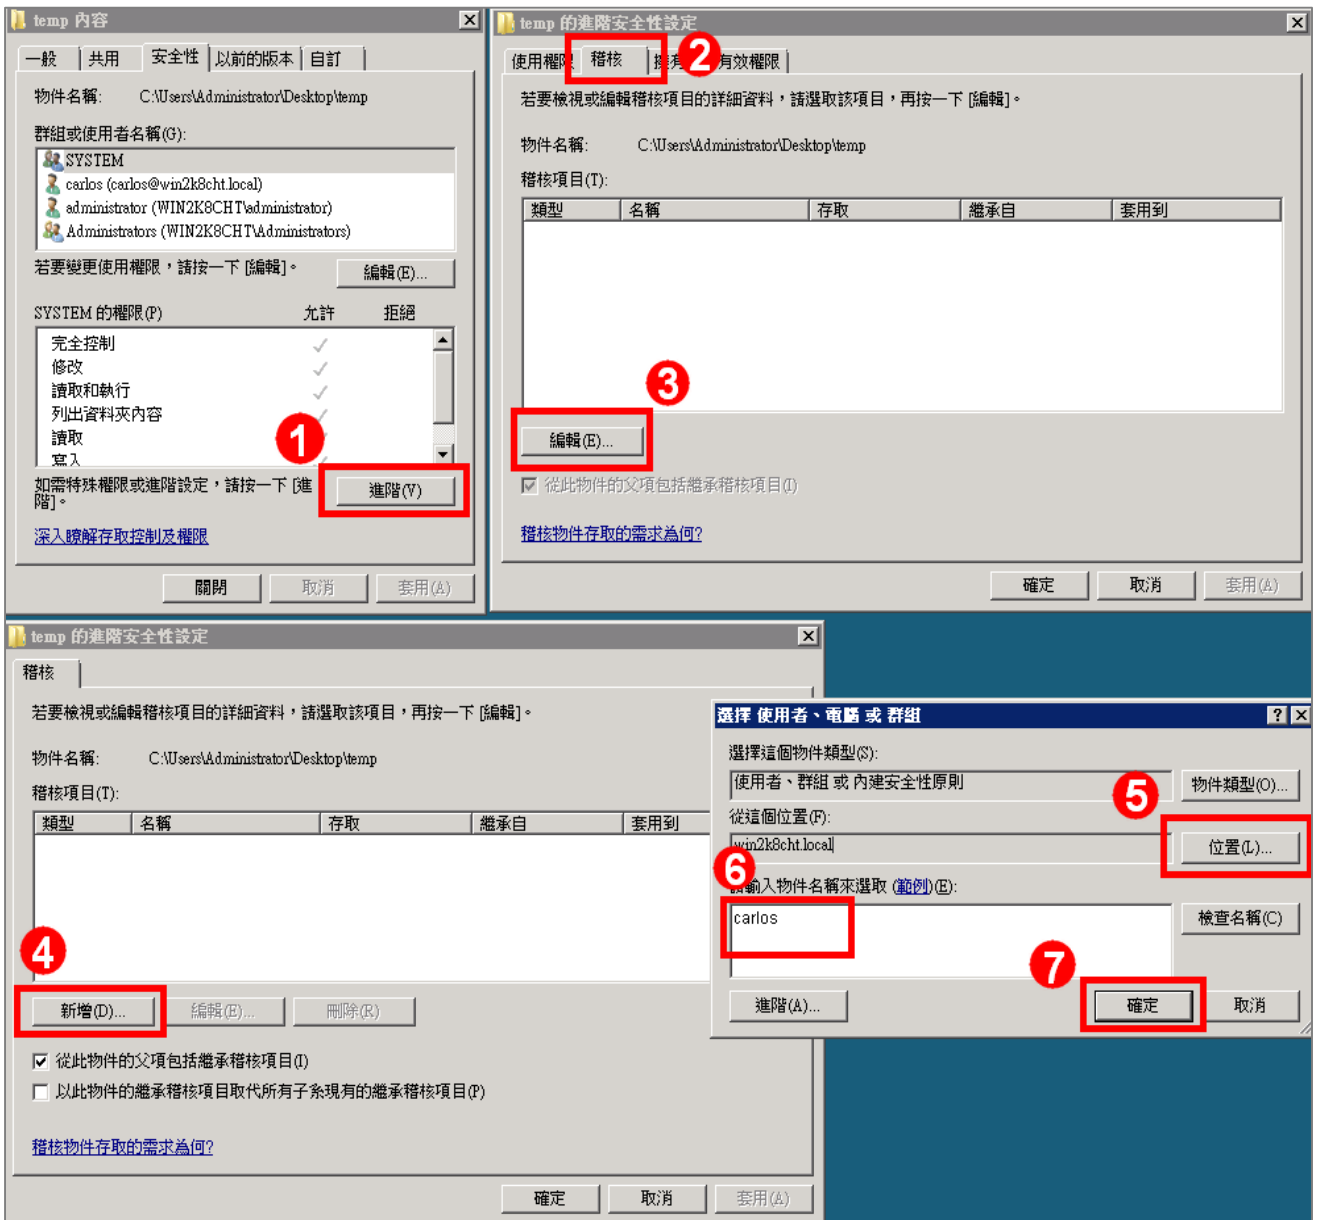 temp 內容
一般
共用
安全性
以前的版本
自訂
物件名稱: C:\Users\Administrator\Desktop\temp
群組或使用者名稱(G):
SYSTEM
carlos (carlos@win2k8cht.local)
administrator (WIN2K8CHT\administrator)
Administrators (WIN2K8CHT\Administrators)
若要變更使用權限，請按一下 [編輯]。
編輯(E)...
SYSTEM 的權限(P) 允許 拒絕
完全控制
修改
讀取和執行
列出資料夾內容
讀取
寫入
1
如需特殊權限或進階設定，請按一下 [進
階]。
進階(V)
深入瞭解存取控制及權限
關閉
取消
套用(A)
temp 的進階安全性設定
使用權限
稽核
2
有效權限
若要檢視或編輯稽核項目的詳細資料，請選取該項目，再按一下 [編輯]。
物件名稱: C:\Users\Administrator\Desktop\temp
稽核項目(T):
類型 名稱 存取 繼承自 套用到
3
編輯(E)...
從此物件的父項包括繼承稽核項目(I)
稽核物件存取的需求為何?
確定
取消
套用(A)
temp 的進階安全性設定
稽核
若要檢視或編輯稽核項目的詳細資料，請選取該項目，再按一下 [編輯]。
物件名稱: C:\Users\Administrator\Desktop\temp
稽核項目(T):
類型 名稱 存取 繼承自 套用到
4
新增(D)...
編輯(E)...
刪除(R)
從此物件的父項包括繼承稽核項目(I)
以此物件的繼承稽核項目取代所有子系現有的繼承稽核項目(P)
稽核物件存取的需求為何?
確定
取消
套用(A)
選擇 使用者、電腦 或 群組
選擇這個物件類型(S):
使用者、群組 或 內建安全性原則
5
物件類型(O)...
從這個位置(F):
win2k8cht.local
位置(L)...
6
輸入物件名稱來選取 (範例)(E):
carlos
檢查名稱(C)
7
進階(A)...
確定
取消